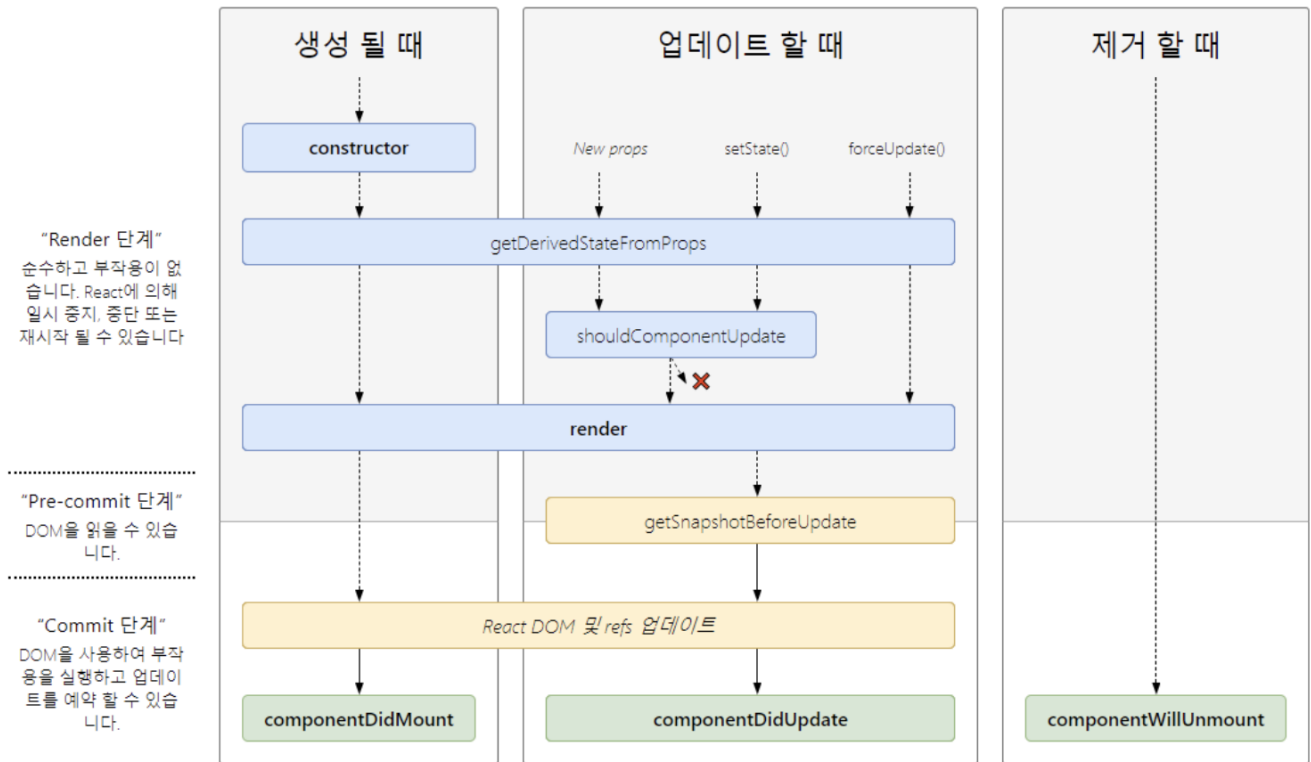 생성 될 때
업데이트 할 때
제거 할 때
constructor
New props
setState()
forceUpdate()
getDerivedStateFromProps
"Render 단계"
순수하고 부작용이 없
습니다. React에 의해
일시 중지, 중단 또는
재시작 될 수 있습니다
shouldComponentUpdate
render
"Pre-commit 단계"
DOM을 읽을 수 있습
니다.
getSnapshotBeforeUpdate
"Commit 단계"
DOM을 사용하여 부작
용을 실행하고 업데이
트를 예약 할 수 있습
니다.
React DOM 및 refs 업데이트
componentDidMount
componentDidUpdate
componentWillUnmount